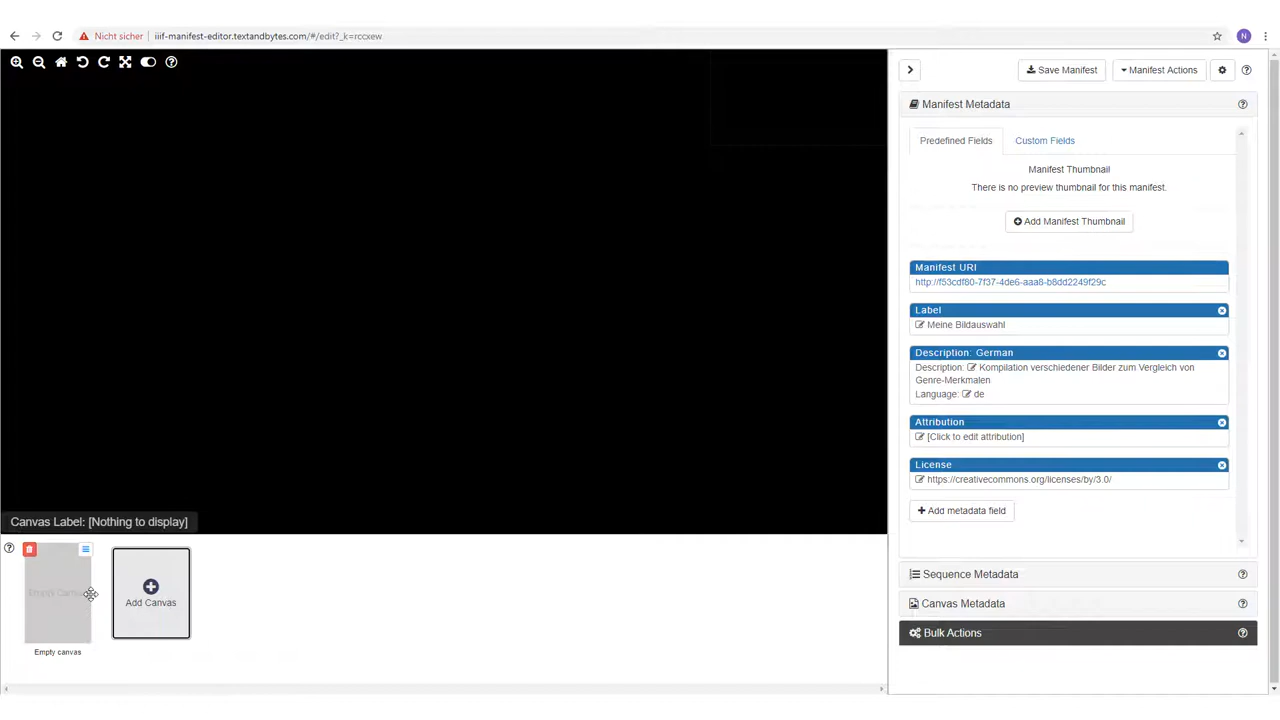 Nicht sicher
iiif-manifest-editor.textandbytes.com/#/edit?_k=rccxew
N
Save Manifest
Manifest Actions
Manifest Metadata
Predefined Fields
Custom Fields
Manifest Thumbnail
There is no preview thumbnail for this manifest.
Add Manifest Thumbnail
Manifest URI
http://f53cdf80-7f37-4de6-aaa8-b8dd2249f29c
Label
Meine Bildauswahl
Description: German
Description: Kompilation verschiedener Bilder zum Vergleich von
Genre-Merkmalen
Language: de
Attribution
[Click to edit attribution]
License
https://creativecommons.org/licenses/by/3.0/
Add metadata field
Canvas Label: [Nothing to display]
Empty Canvas
Add Canvas
Empty canvas
Sequence Metadata
Canvas Metadata
Bulk Actions